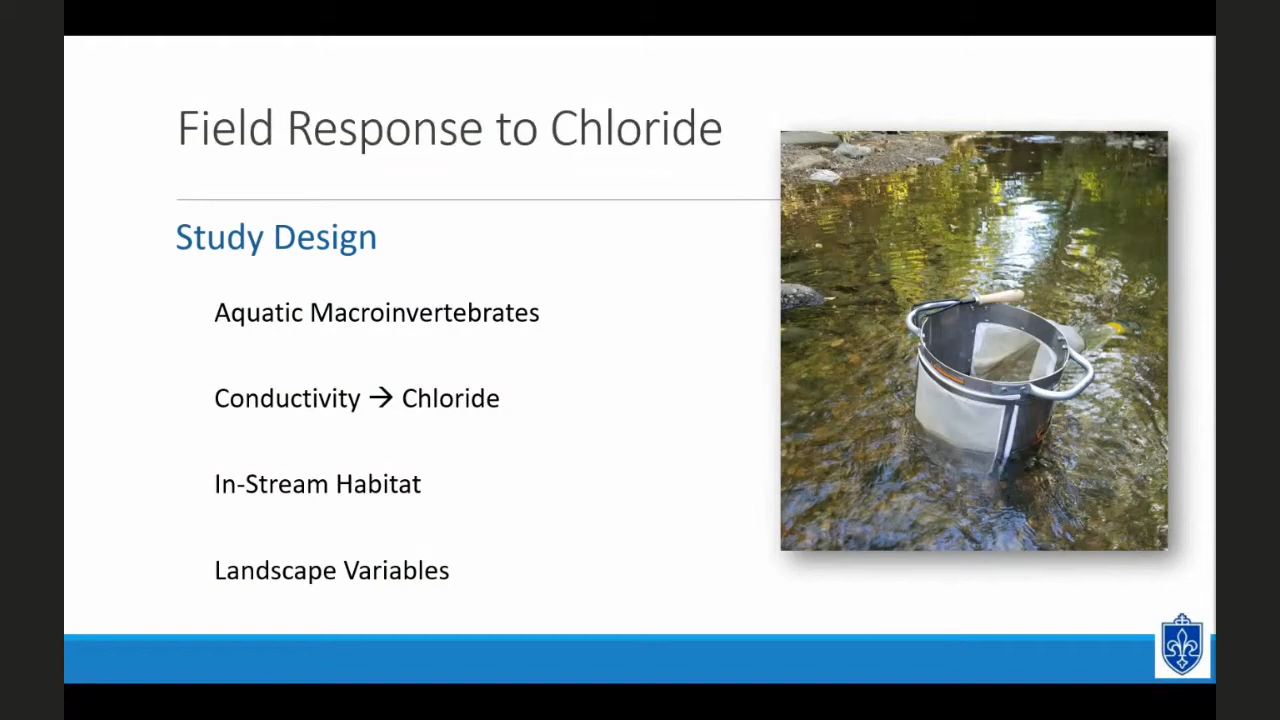 Field Response to Chloride
Study Design
Aquatic Macroinvertebrates
Conductivity → Chloride
In-Stream Habitat
Landscape Variables